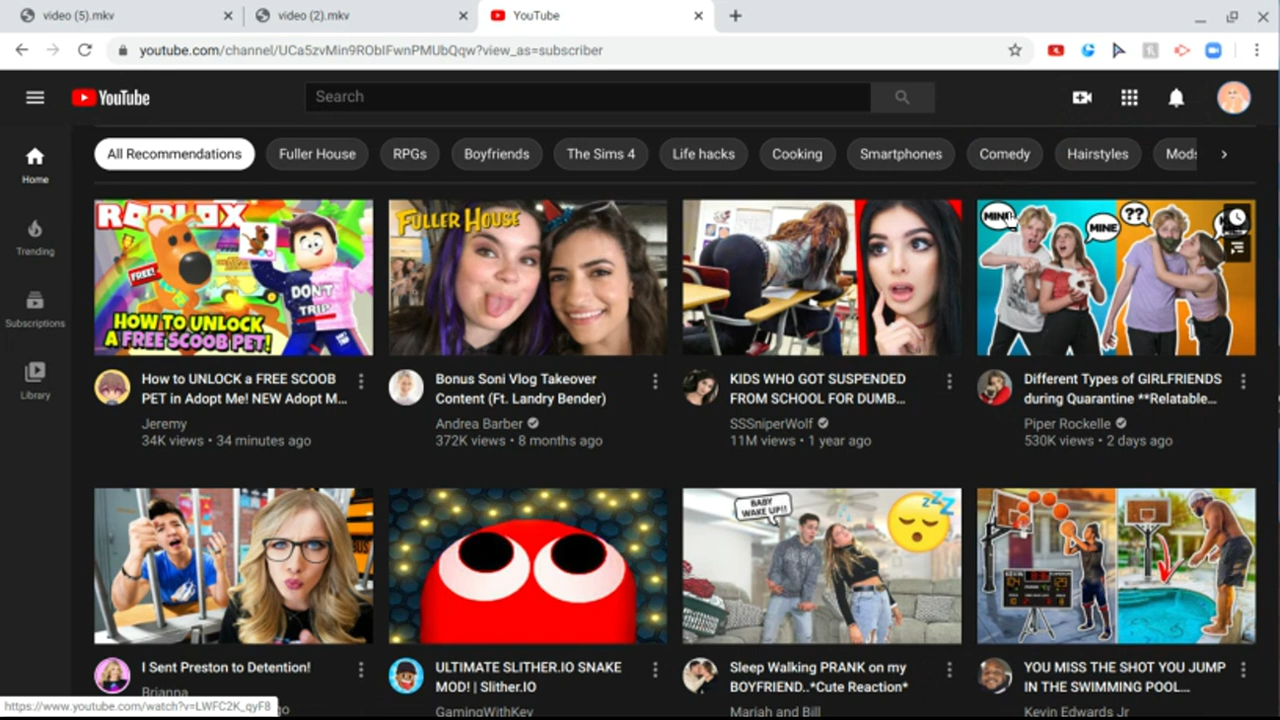 video (5).mkv
video (2).mkv
YouTube
youtube.com/channel/UCa5zvMin9RObIFwnPMUbQqw?view_as=subscriber
YouTube
Search
All Recommendations
Fuller House
RPGs
Boyfriends
The Sims 4
Life hacks
Cooking
Smartphones
Comedy
Hairstyles
Mods
Home
Trending
Subscriptions
Library
ROBLOX
FREE!
DON'T
TRIP
HOW TO UNLOCK
A FREE SCOOB PET!
FULLER HOUSE
MINE
MINE
??
How to UNLOCK a FREE SCOOB
PET in Adopt Me! NEW Adopt M...
Jeremy
34K views • 34 minutes ago
Bonus Soni Vlog Takeover
Content (Ft. Landry Bender)
Andrea Barber
372K views • 8 months ago
KIDS WHO GOT SUSPENDED
FROM SCHOOL FOR DUMB...
SSSniperWolf
11M views • 1 year ago
Different Types of GIRLFRIENDS
during Quarantine **Relatable...
Piper Rockelle
530K views • 2 days ago
BUS
BABY
WAKE UP!!
zzz
I Sent Preston to Detention!
Brianna
go
ULTIMATE SLITHER.IO SNAKE
MOD! | Slither.IO
GamingWithKev
Sleep Walking PRANK on my
BOYFRIEND..*Cute Reaction*
Mariah and Bill
YOU MISS THE SHOT YOU JUMP
IN THE SWIMMING POOL...
Kevin Edwards Jr
https://www.youtube.com/watch?v=LWFC2K_qyF8